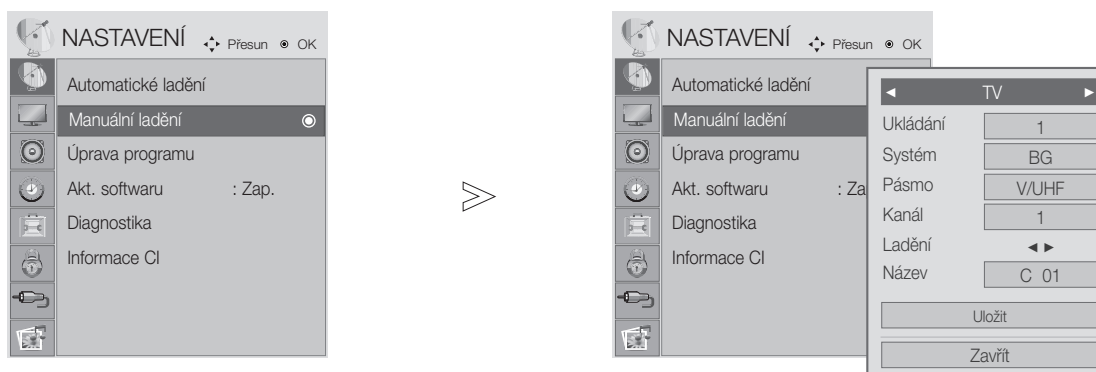 NASTAVENÍ Přesun OK
Automatické ladění
Manuální ladění
Úprava programu
Akt. softwaru : Zap.
Diagnostika
Informace CI
NASTAVENÍ Přesun OK
Automatické ladění
Manuální ladění
Úprava programu
Akt. softwaru : Za
Diagnostika
Informace CI
◄ TV ►
Ukládání 1
Systém BG
Pásmo V/UHF
Kanál 1
Ladění ◄ ►
Název C 01
Uložit
Zavřít